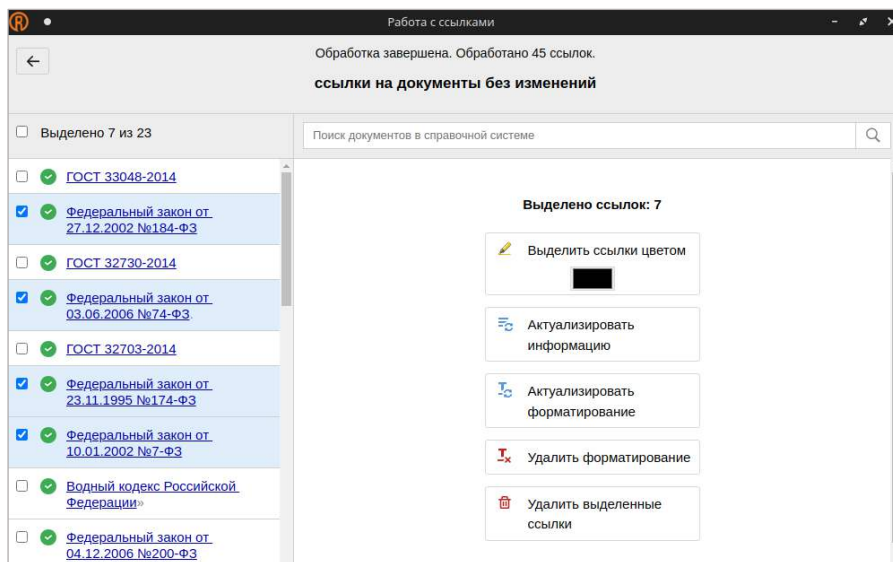 Работа с ссылками
Обработка завершена. Обработано 45 ссылок.
ссылки на документы без изменений
Выделено 7 из 23
Поиск документов в справочной системе
ГОСТ 33048-2014
Федеральный закон от
27.12.2002 №184-ФЗ
ГОСТ 32730-2014
Федеральный закон от
03.06.2006 №74-ФЗ.
ГОСТ 32703-2014
Федеральный закон от
23.11.1995 №174-ФЗ
Федеральный закон от
10.01.2002 №7-ФЗ
Водный кодекс Российской
Федерации»
Федеральный закон от
04.12.2006 №200-ФЗ
Выделено ссылок: 7
Выделить ссылки цветом
Актуализировать
информацию
Актуализировать
форматирование
Удалить форматирование
Удалить выделенные
ссылки